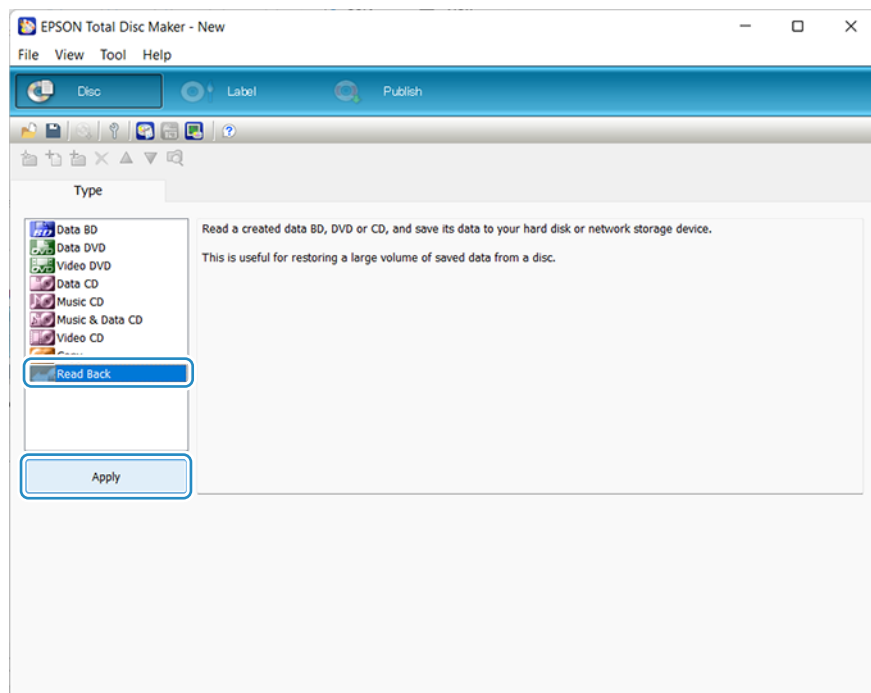 EPSON Total Disc Maker - New
File View Tool Help
Disc Label Publish
Type
Data BD
Data DVD
Video DVD
Data CD
Music CD
Music & Data CD
Video CD
Read Back
Apply
Read a created data BD, DVD or CD, and save its data to your hard disk or network storage device.
This is useful for restoring a large volume of saved data from a disc.